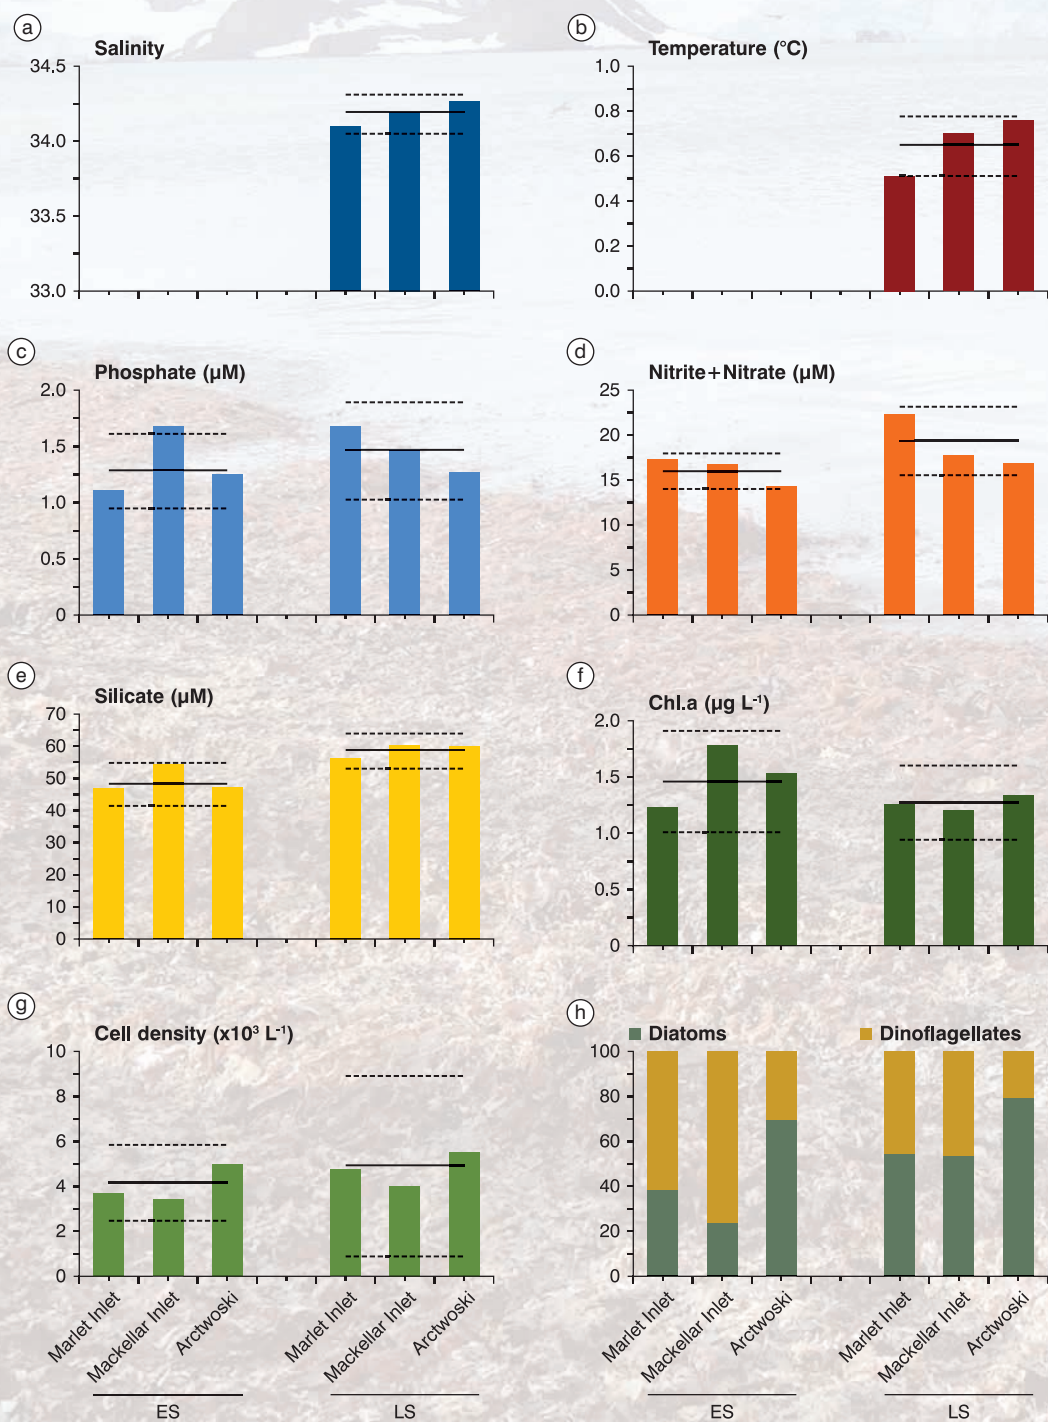 a
Salinity
34.5
34.0
33.5
33.0
b
Temperature (°C)
1.0
0.8
0.6
0.4
0.2
0.0
c
Phosphate (µM)
2.0
1.5
1.0
0.5
0
d
Nitrite+Nitrate (µM)
25
20
15
10
5
0
e
Silicate (µM)
70
60
50
40
30
20
10
0
f
Chl.a (µg L⁻¹)
2.0
1.5
1.0
0.5
0
g
Cell density (x10³ L⁻¹)
10
8
6
4
2
0
Marlet Inlet
Mackellar Inlet
Arctwoski
Marlet Inlet
Mackellar Inlet
Arctwoski
ES
LS
h
Diatoms
Dinoflagellates
100
80
60
40
20
0
Marlet Inlet
Mackellar Inlet
Arctwoski
Marlet Inlet
Mackellar Inlet
Arctwoski
ES
LS